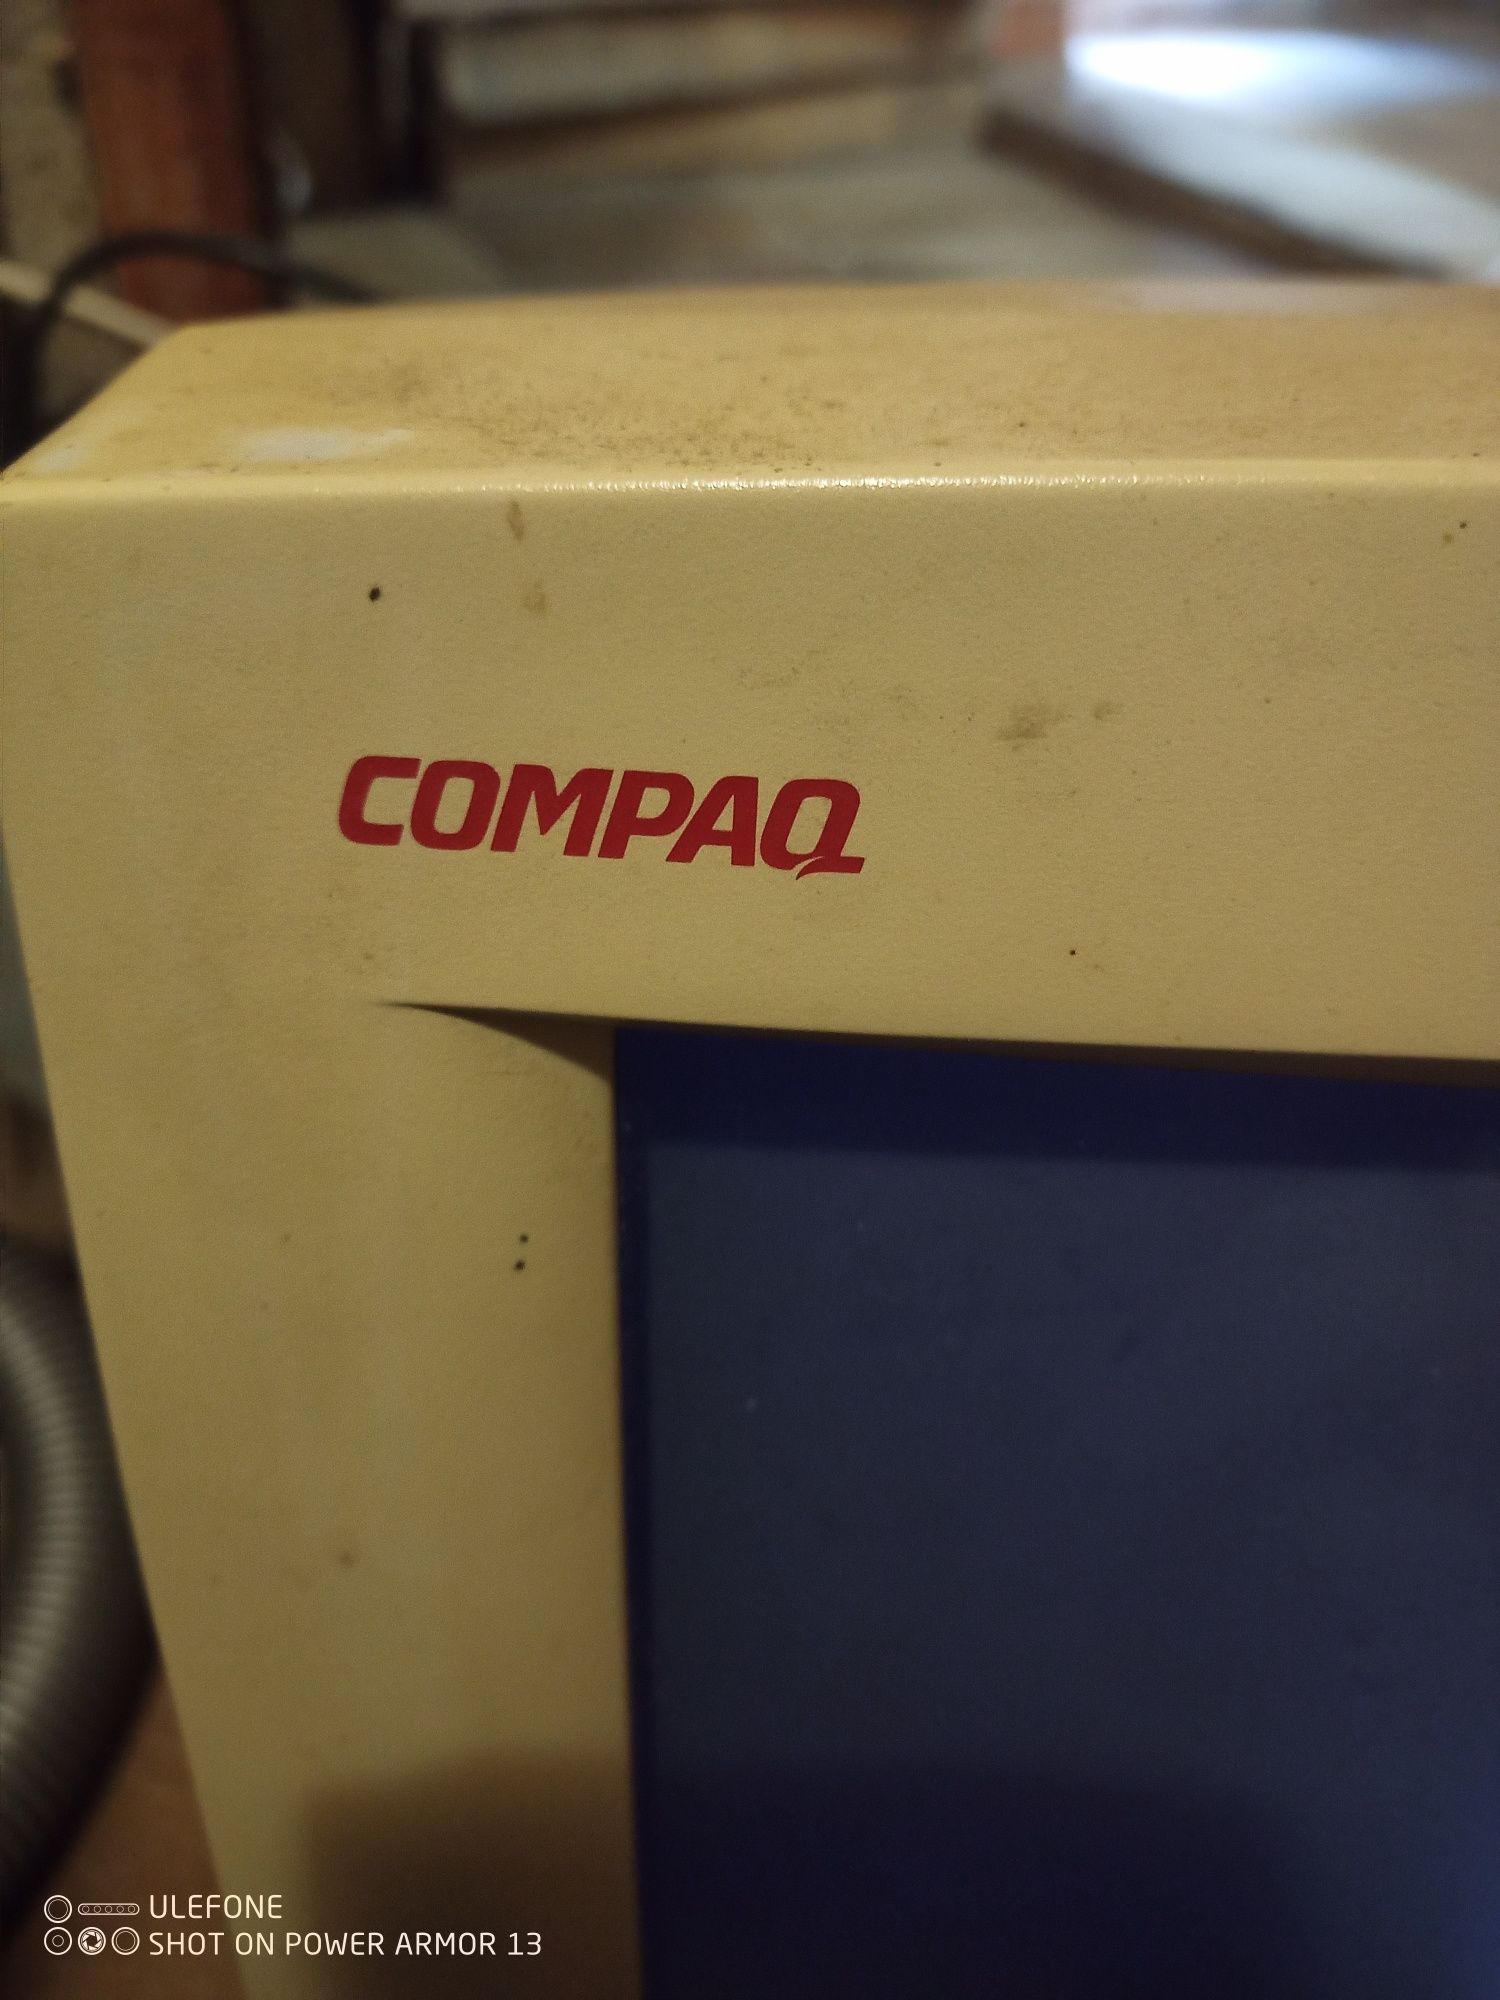 COMPAQ
ULEFONE
SHOT ON POWER ARMOR 13